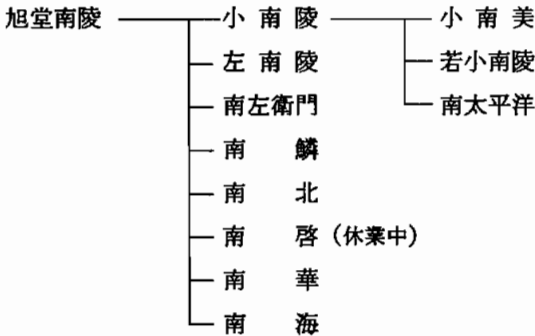 旭堂南陵 小南陵 小南美
左南陵 若小南陵
南左衛門 南太平洋
南鱗
南北
南啓（休業中）
南華
南海